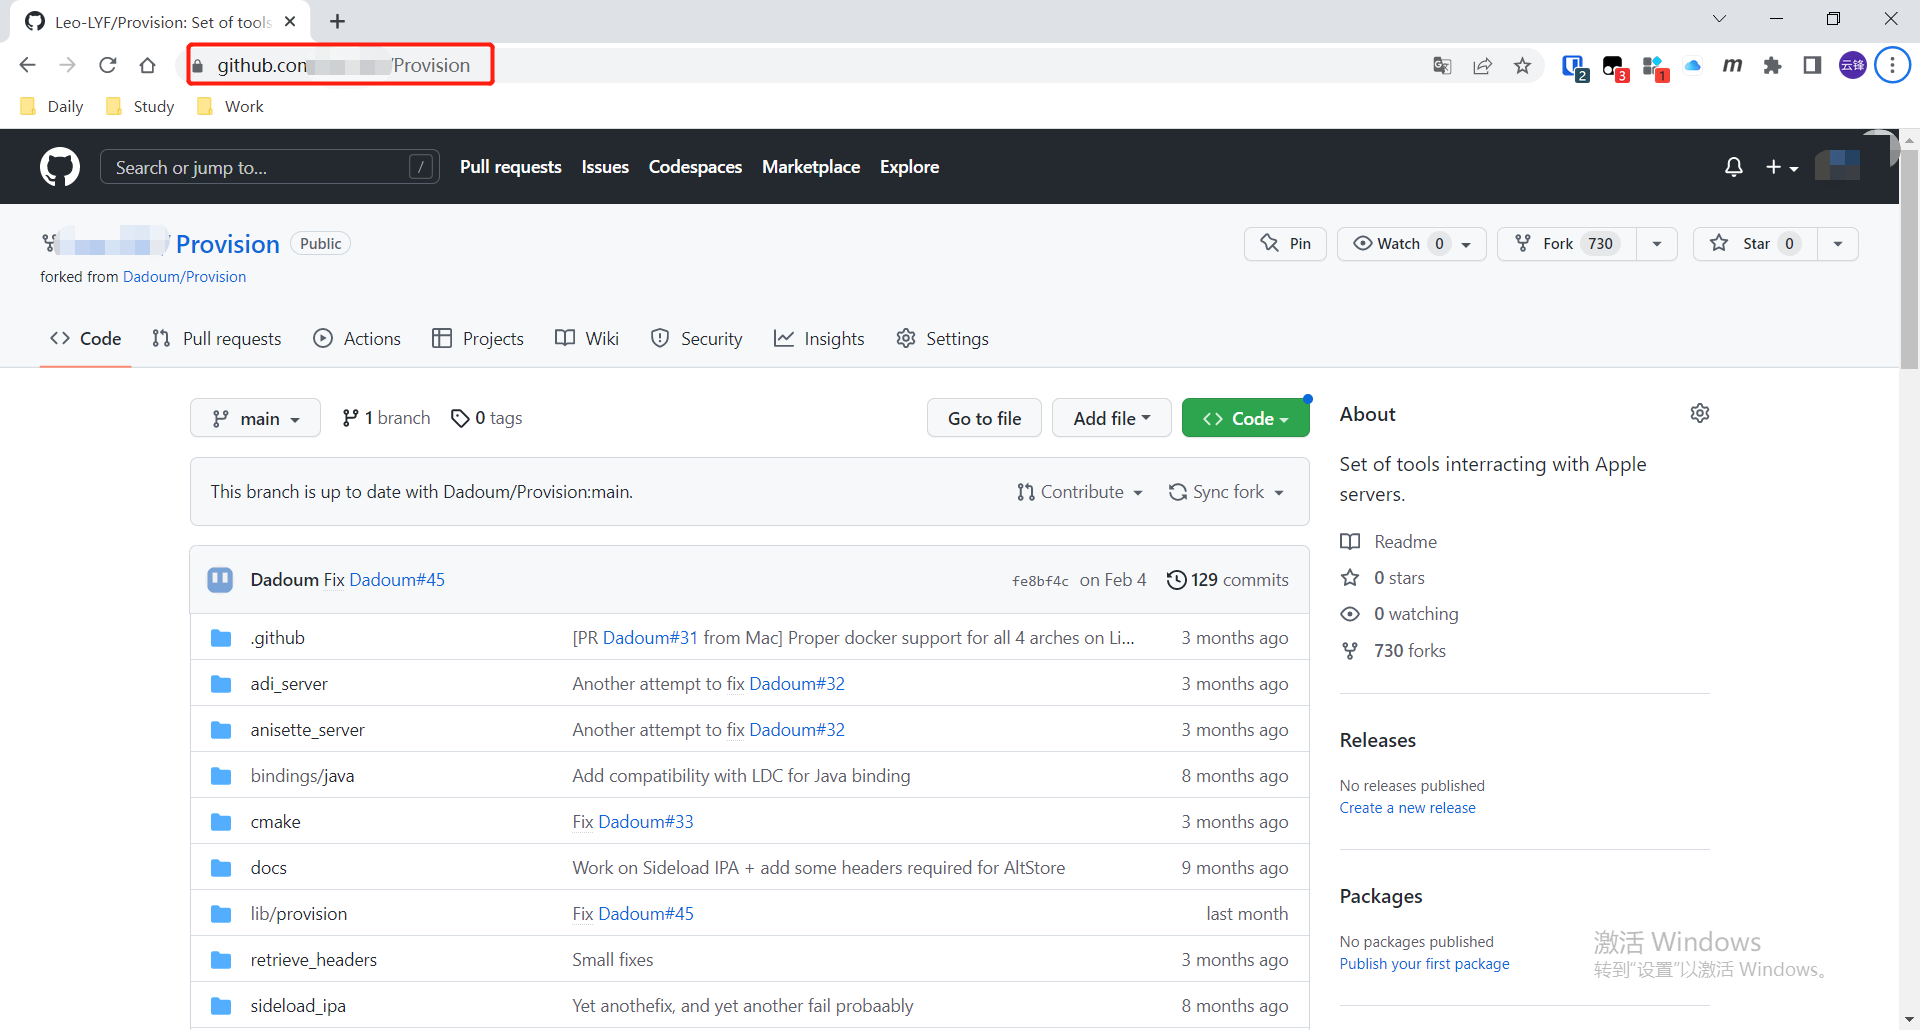 Leo-LYF/Provision: Set of tools
github.com /Provision
2
3
1
m
云锋
Daily Study Work
Search or jump to... / Pull requests Issues Codespaces Marketplace Explore
/ Provision Public Pin Watch 0 Fork 730 Star 0
forked from Dadoum/Provision
Code Pull requests Actions Projects Wiki Security Insights Settings
main 1 branch 0 tags Go to file Add file Code
About
Set of tools interracting with Apple
servers.
This branch is up to date with Dadoum/Provision:main. Contribute Sync fork
Readme
0 stars
0 watching
730 forks
Dadoum Fix Dadoum#45 fe8bf4c on Feb 4 129 commits
.github [PR Dadoum#31 from Mac] Proper docker support for all 4 arches on Li... 3 months ago
adi_server Another attempt to fix Dadoum#32 3 months ago
anisette_server Another attempt to fix Dadoum#32 3 months ago
bindings/java Add compatibility with LDC for Java binding 8 months ago
cmake Fix Dadoum#33 3 months ago
docs Work on Sideload IPA + add some headers required for AltStore 9 months ago
lib/provision Fix Dadoum#45 last month
retrieve_headers Small fixes 3 months ago
sideload_ipa Yet anothefix, and yet another fail probaably 8 months ago
Releases
No releases published
Create a new release
Packages
No packages published
Publish your first package
激活 Windows
转到“设置”以激活 Windows。